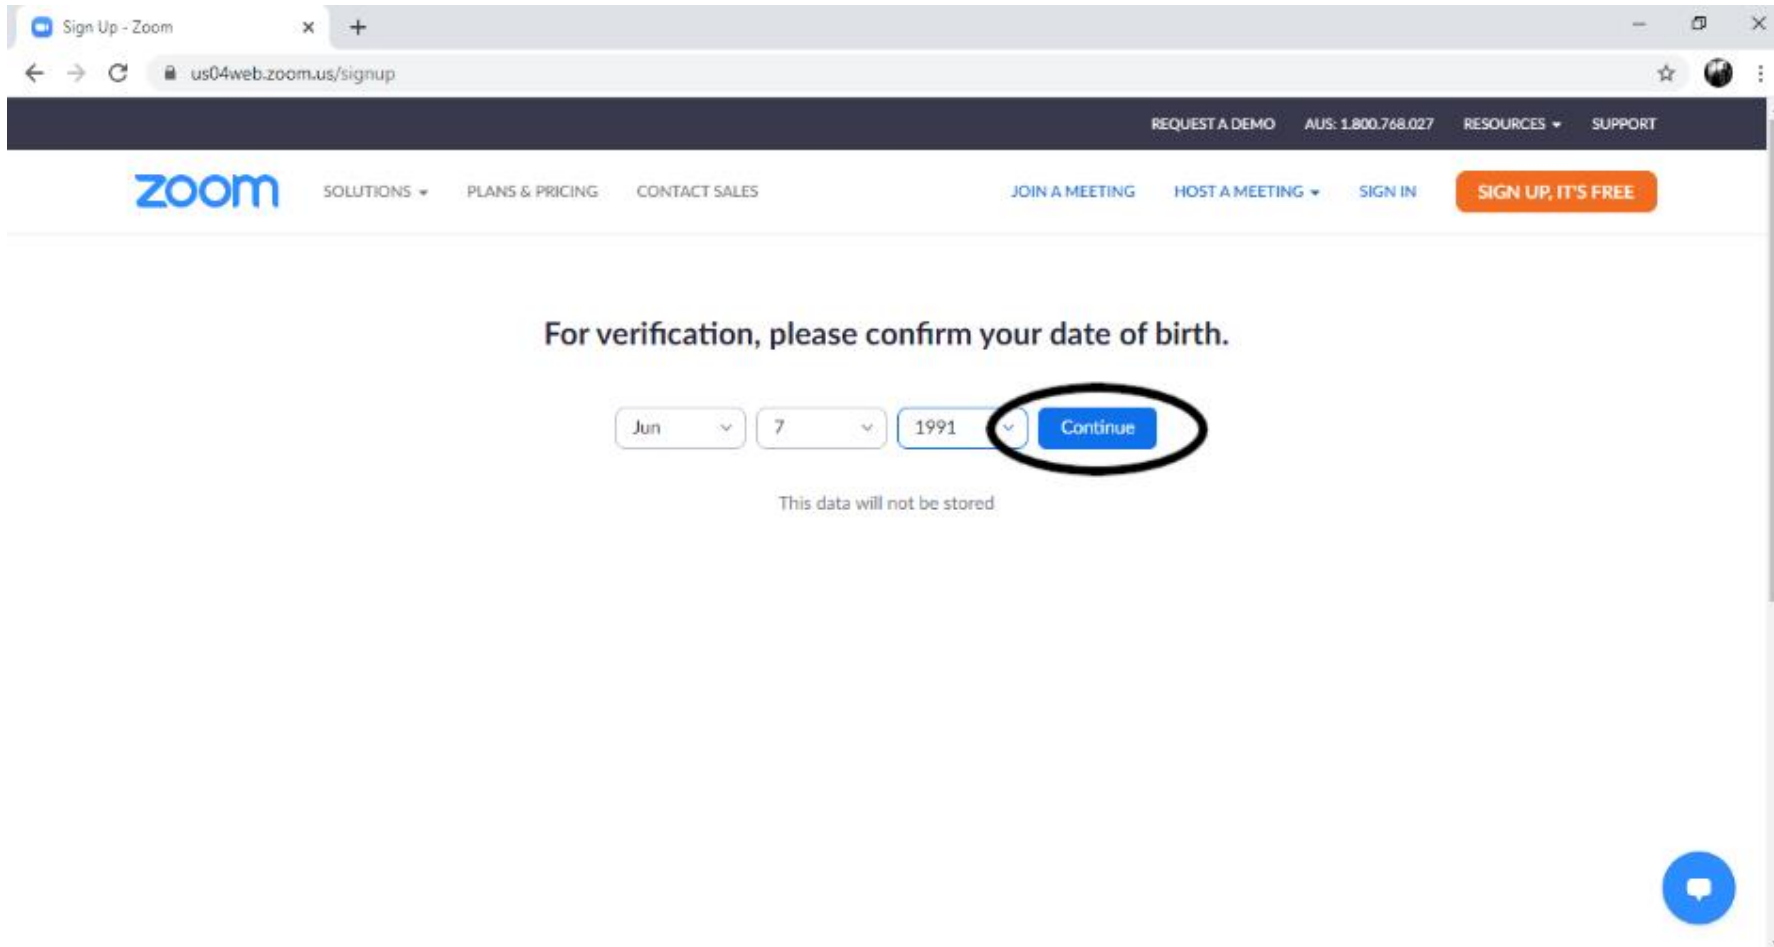 Sign Up - Zoom
us04web.zoom.us/signup
REQUEST A DEMO AUS: 1.800.768.027 RESOURCES SUPPORT
zoom SOLUTIONS PLANS & PRICING CONTACT SALES JOIN A MEETING HOST A MEETING SIGN IN SIGN UP, IT'S FREE
For verification, please confirm your date of birth.
Jun 7 1991 Continue
This data will not be stored